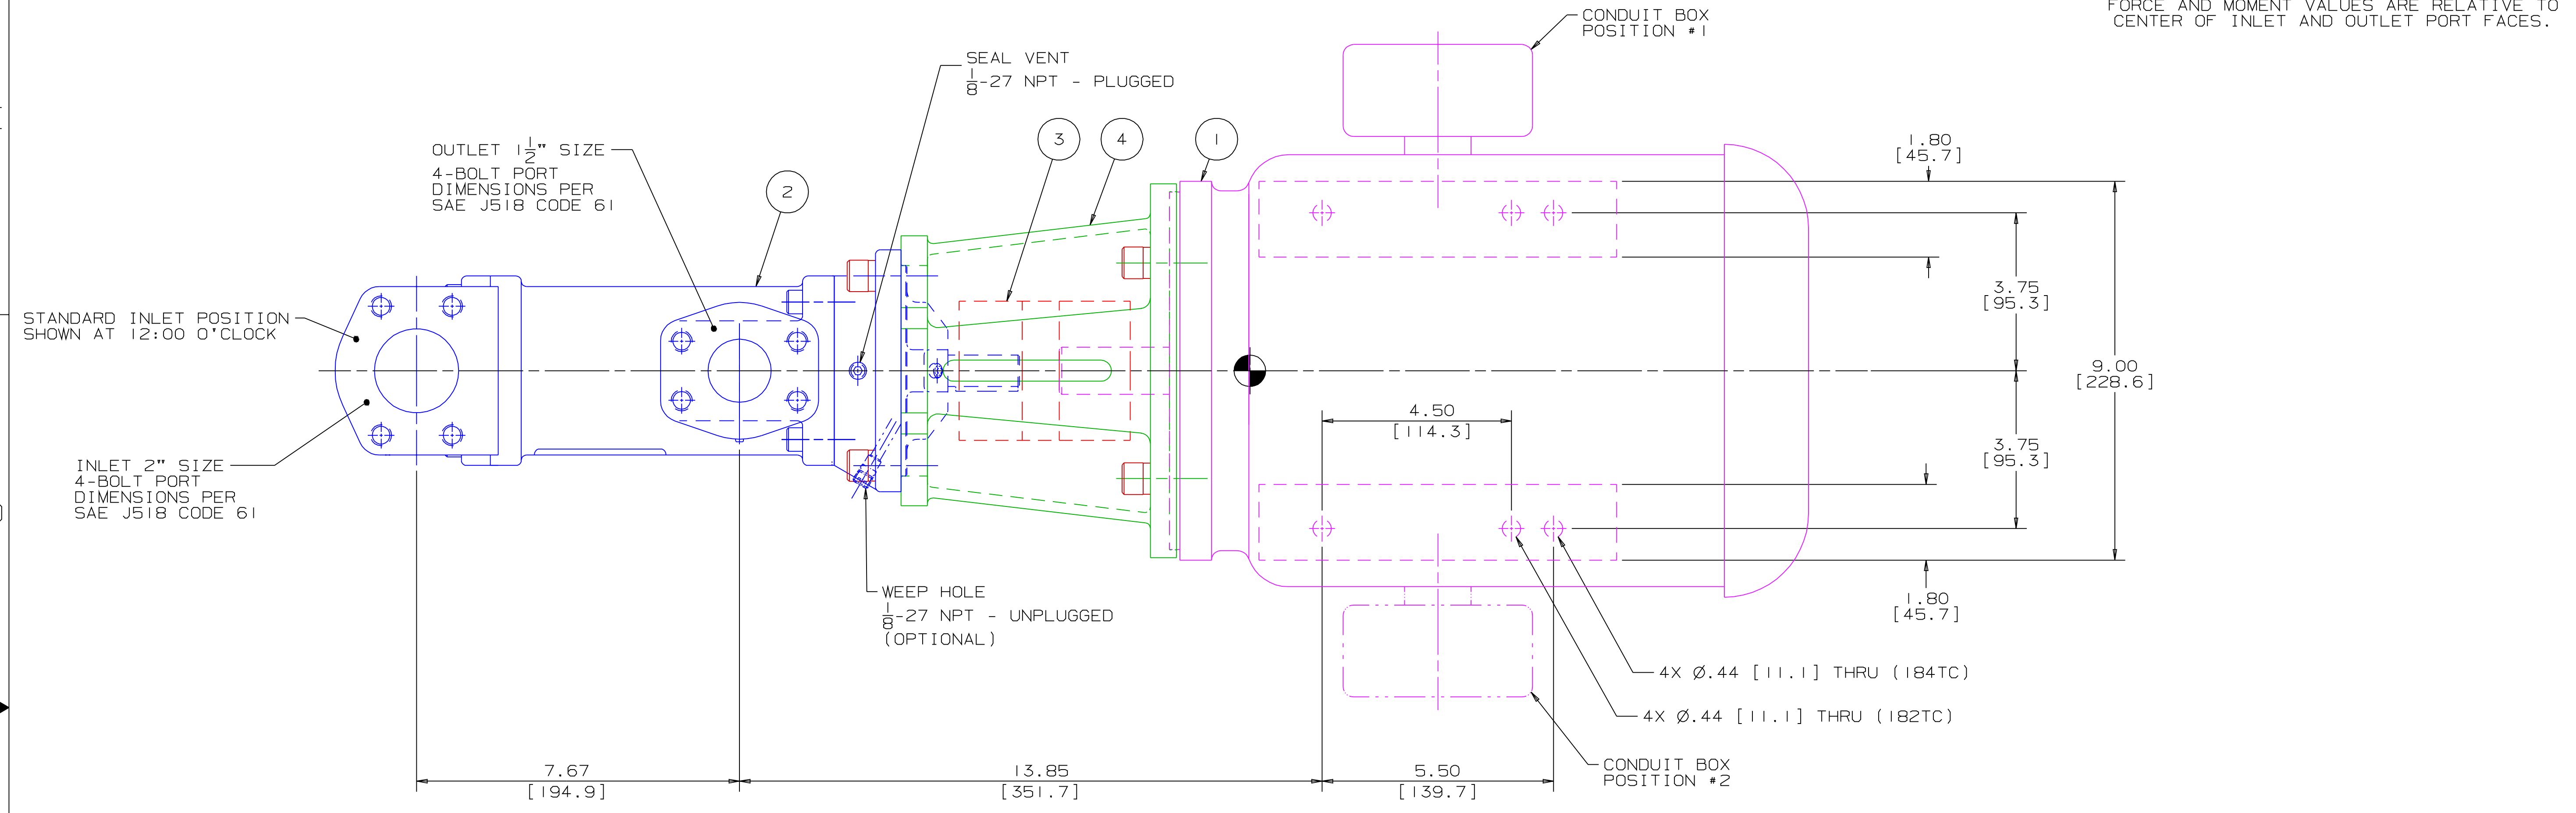 FORCE AND MOMENT VALUES ARE RELATIVE TO
CENTER OF INLET AND OUTLET PORT FACES.
CONDUIT BOX
POSITION #1
SEAL VENT
1/8-27 NPT - PLUGGED
OUTLET 1 1/2" SIZE
4-BOLT PORT
DIMENSIONS PER
SAE J518 CODE 61
2
3
4
1
STANDARD INLET POSITION
SHOWN AT 12:00 O'CLOCK
INLET 2" SIZE
4-BOLT PORT
DIMENSIONS PER
SAE J518 CODE 61
WEEP HOLE
1/8-27 NPT - UNPLUGGED
(OPTIONAL)
1.80
[45.7]
3.75
[95.3]
9.00
[228.6]
4.50
[114.3]
3.75
[95.3]
1.80
[45.7]
4X Ø.44 [11.1] THRU (184TC)
4X Ø.44 [11.1] THRU (182TC)
CONDUIT BOX
POSITION #2
7.67
[194.9]
13.85
[351.7]
5.50
[139.7]